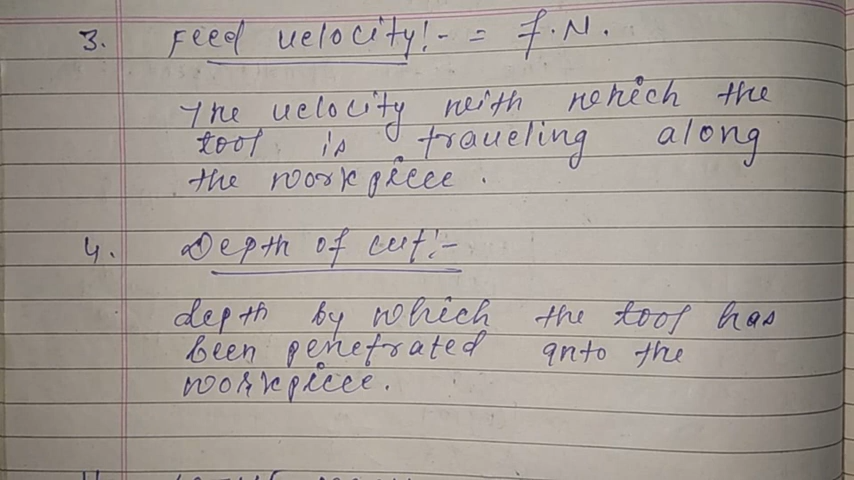 3. Feed velocity:- = f.N.
The velocity with which the
tool is traveling along
the workpiece.
4. Depth of cut:-
depth by which the tool has
been penetrated into the
workpiece.